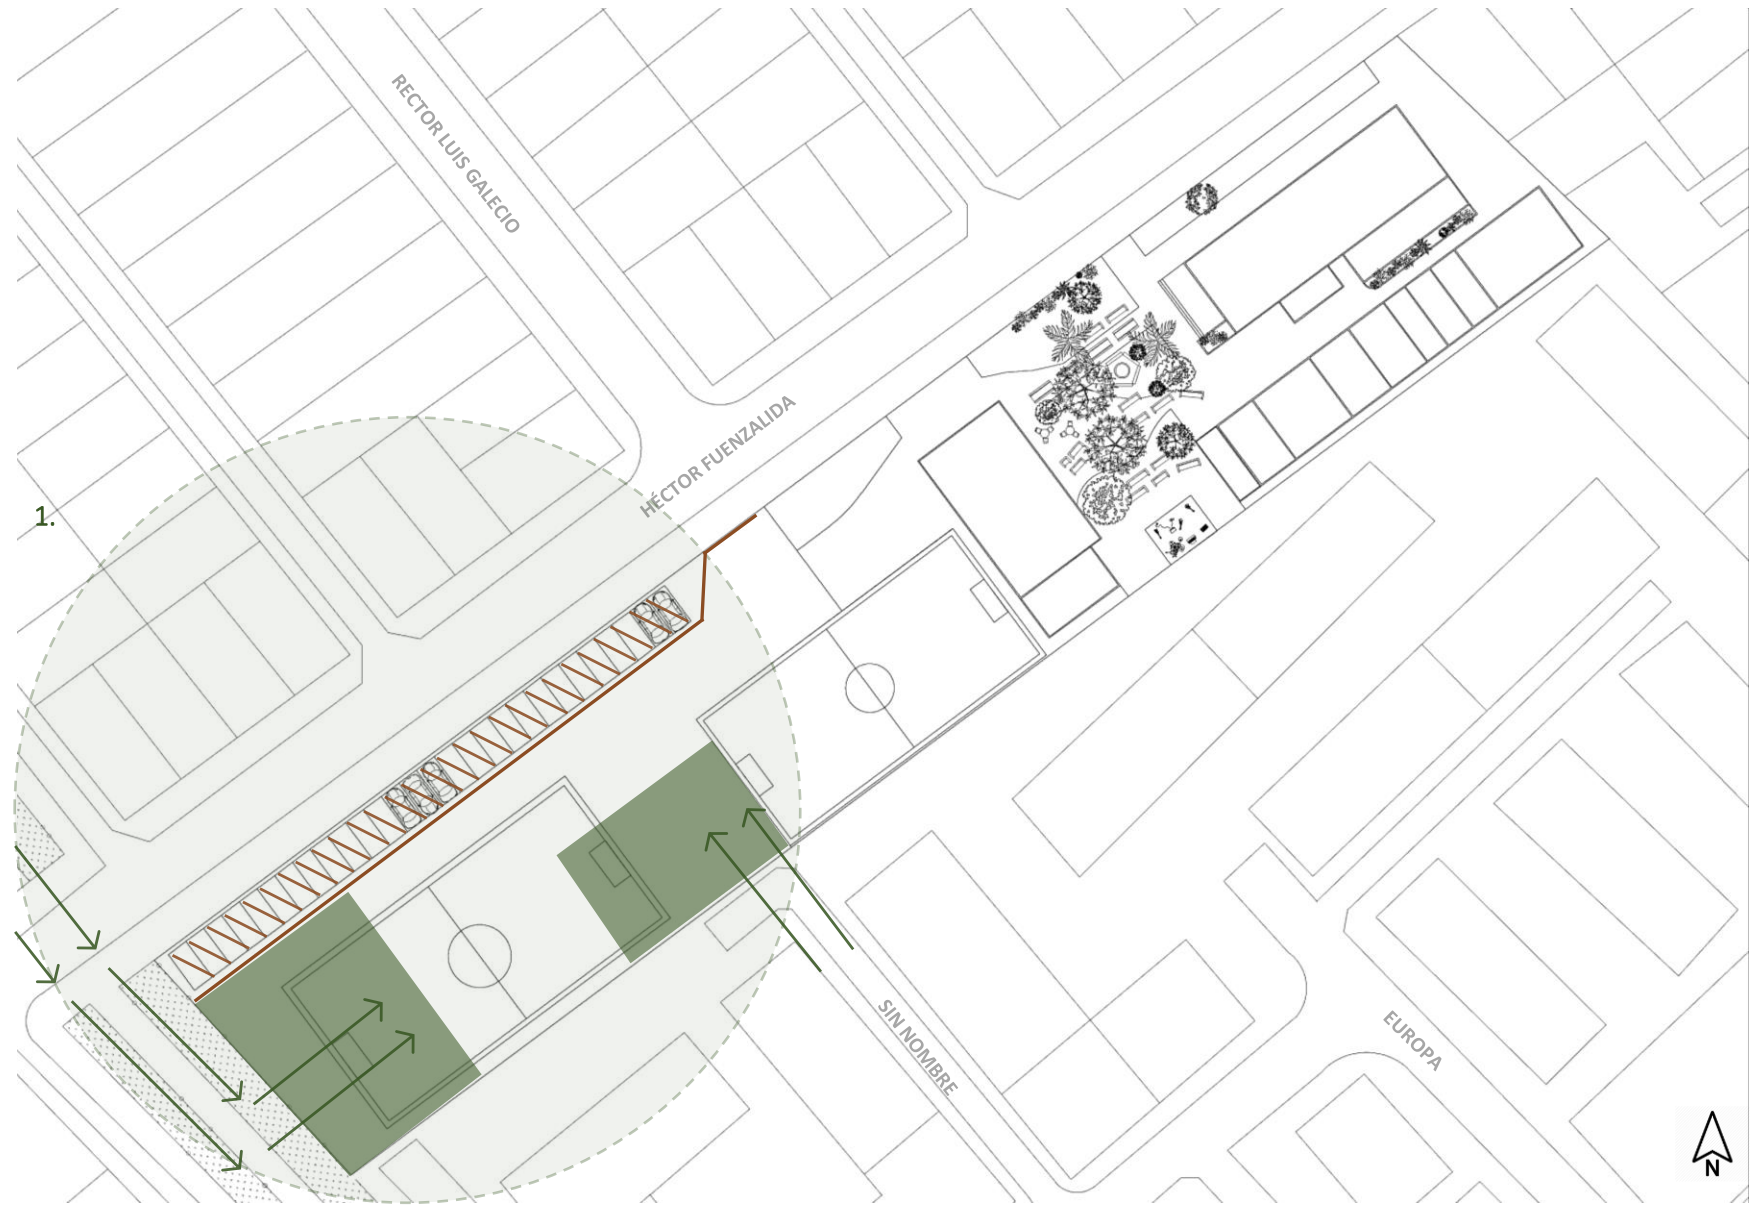 RECTOR LUIS GALECIO
HÉCTOR FUENZALIDA
1.
SIN NOMBRE
EUROPA
N